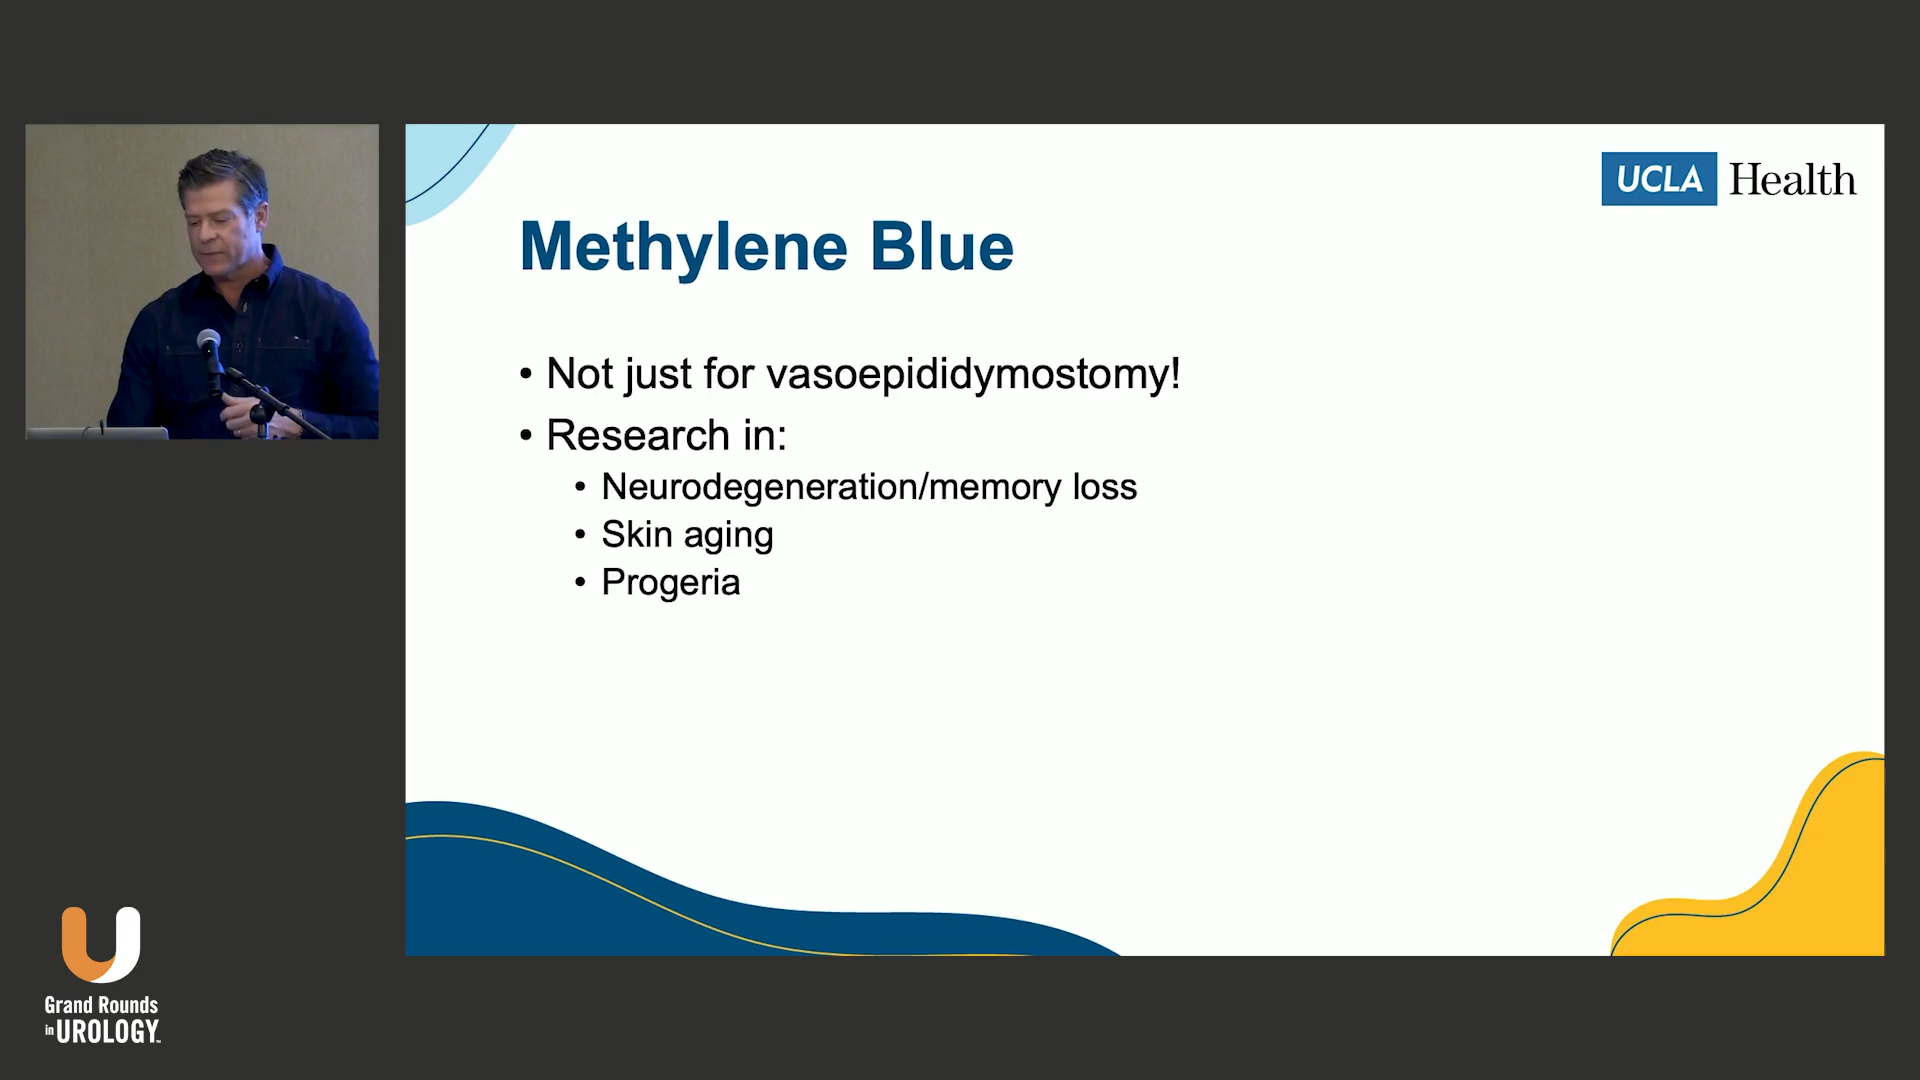 UCLA Health
Methylene Blue
• Not just for vasoepididymostomy!
• Research in:
• Neurodegeneration/memory loss
• Skin aging
• Progeria
Grand Rounds
in UROLOGY™